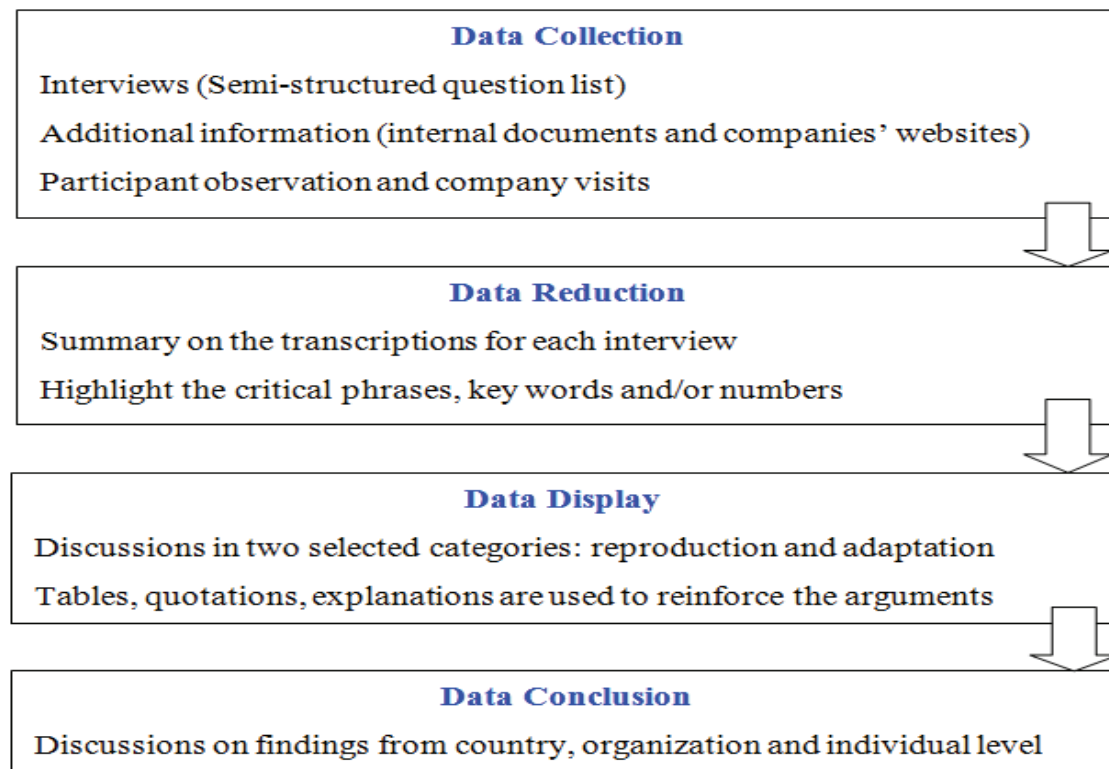 Data Collection
Interviews (Semi-structured question list)
Additional information (internal documents and companies’ websites)
Participant observation and company visits
Data Reduction
Summary on the transcriptions for each interview
Highlight the critical phrases, key words and/or numbers
Data Display
Discussions in two selected categories: reproduction and adaptation
Tables, quotations, explanations are used to reinforce the arguments
Data Conclusion
Discussions on findings from country, organization and individual level